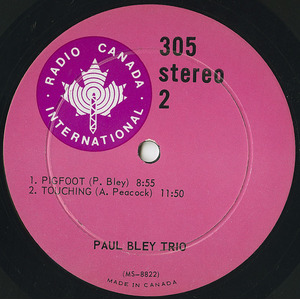 RADIO CANADA
INTERNATIONAL.
305
stereo
2
1. PIGFOOT (P. Bley) 8:55
2. TOUCHING (A. Peacock) 11:50
PAUL BLEY TRIO
(MS-8822)
MADE IN CANADA